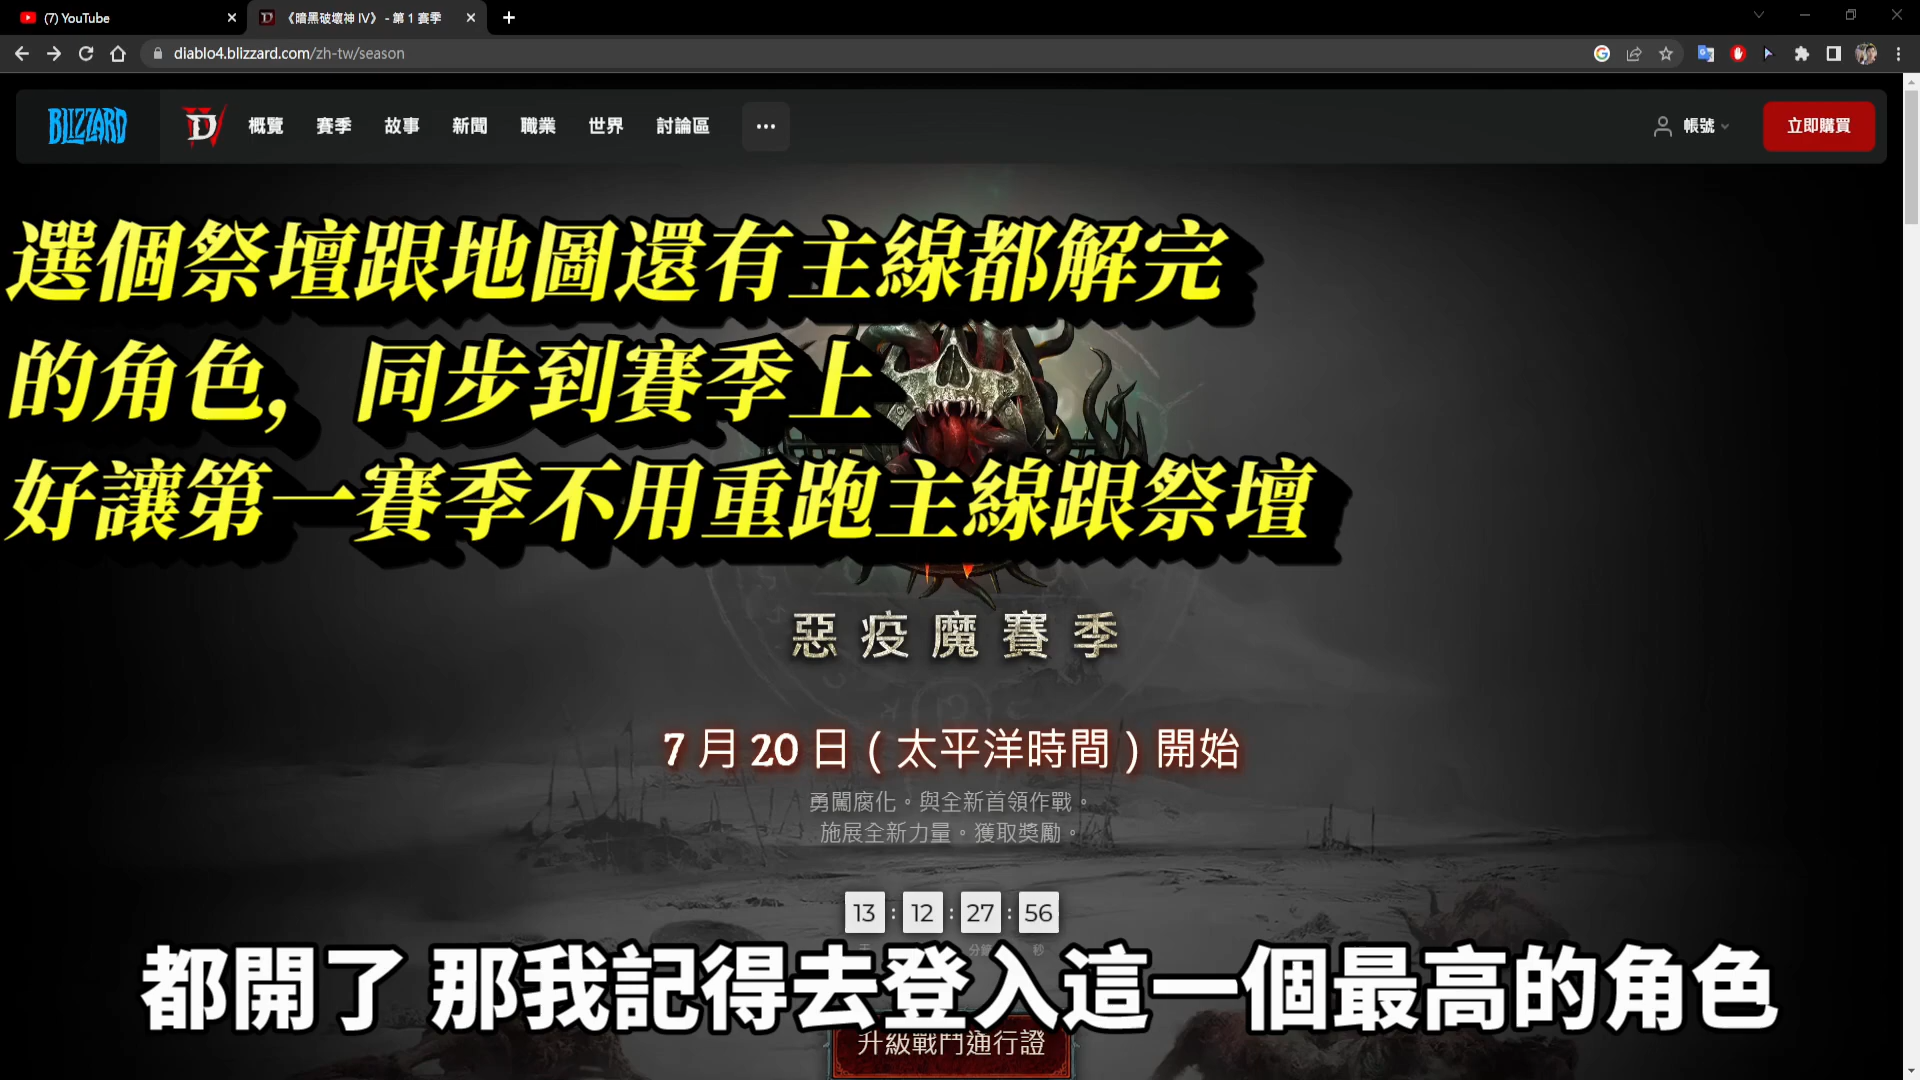 (7) YouTube
《暗黑破壞神 IV》 - 第 1 賽季
diablo4.blizzard.com/zh-tw/season
BLIZZARD
概覽
賽季
故事
新聞
職業
世界
討論區
帳號
立即購買
選個祭壇跟地圖還有主線都解完
的角色，同步到賽季上
好讓第一賽季不用重跑主線跟祭壇
惡疫魔賽季
7 月 20 日 ( 太平洋時間 ) 開始
勇闖腐化。與全新首領作戰。
施展全新力量。獲取獎勵。
13 : 12 : 27 : 56
都開了 那我記得去登入這一個最高的角色
升級戰鬥通行證